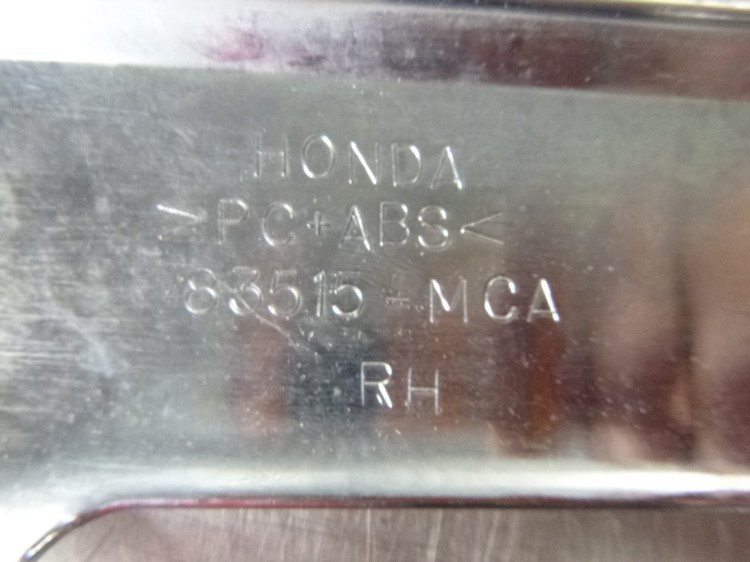 HONDA
>PC+ABS<
83515-MCA
RH